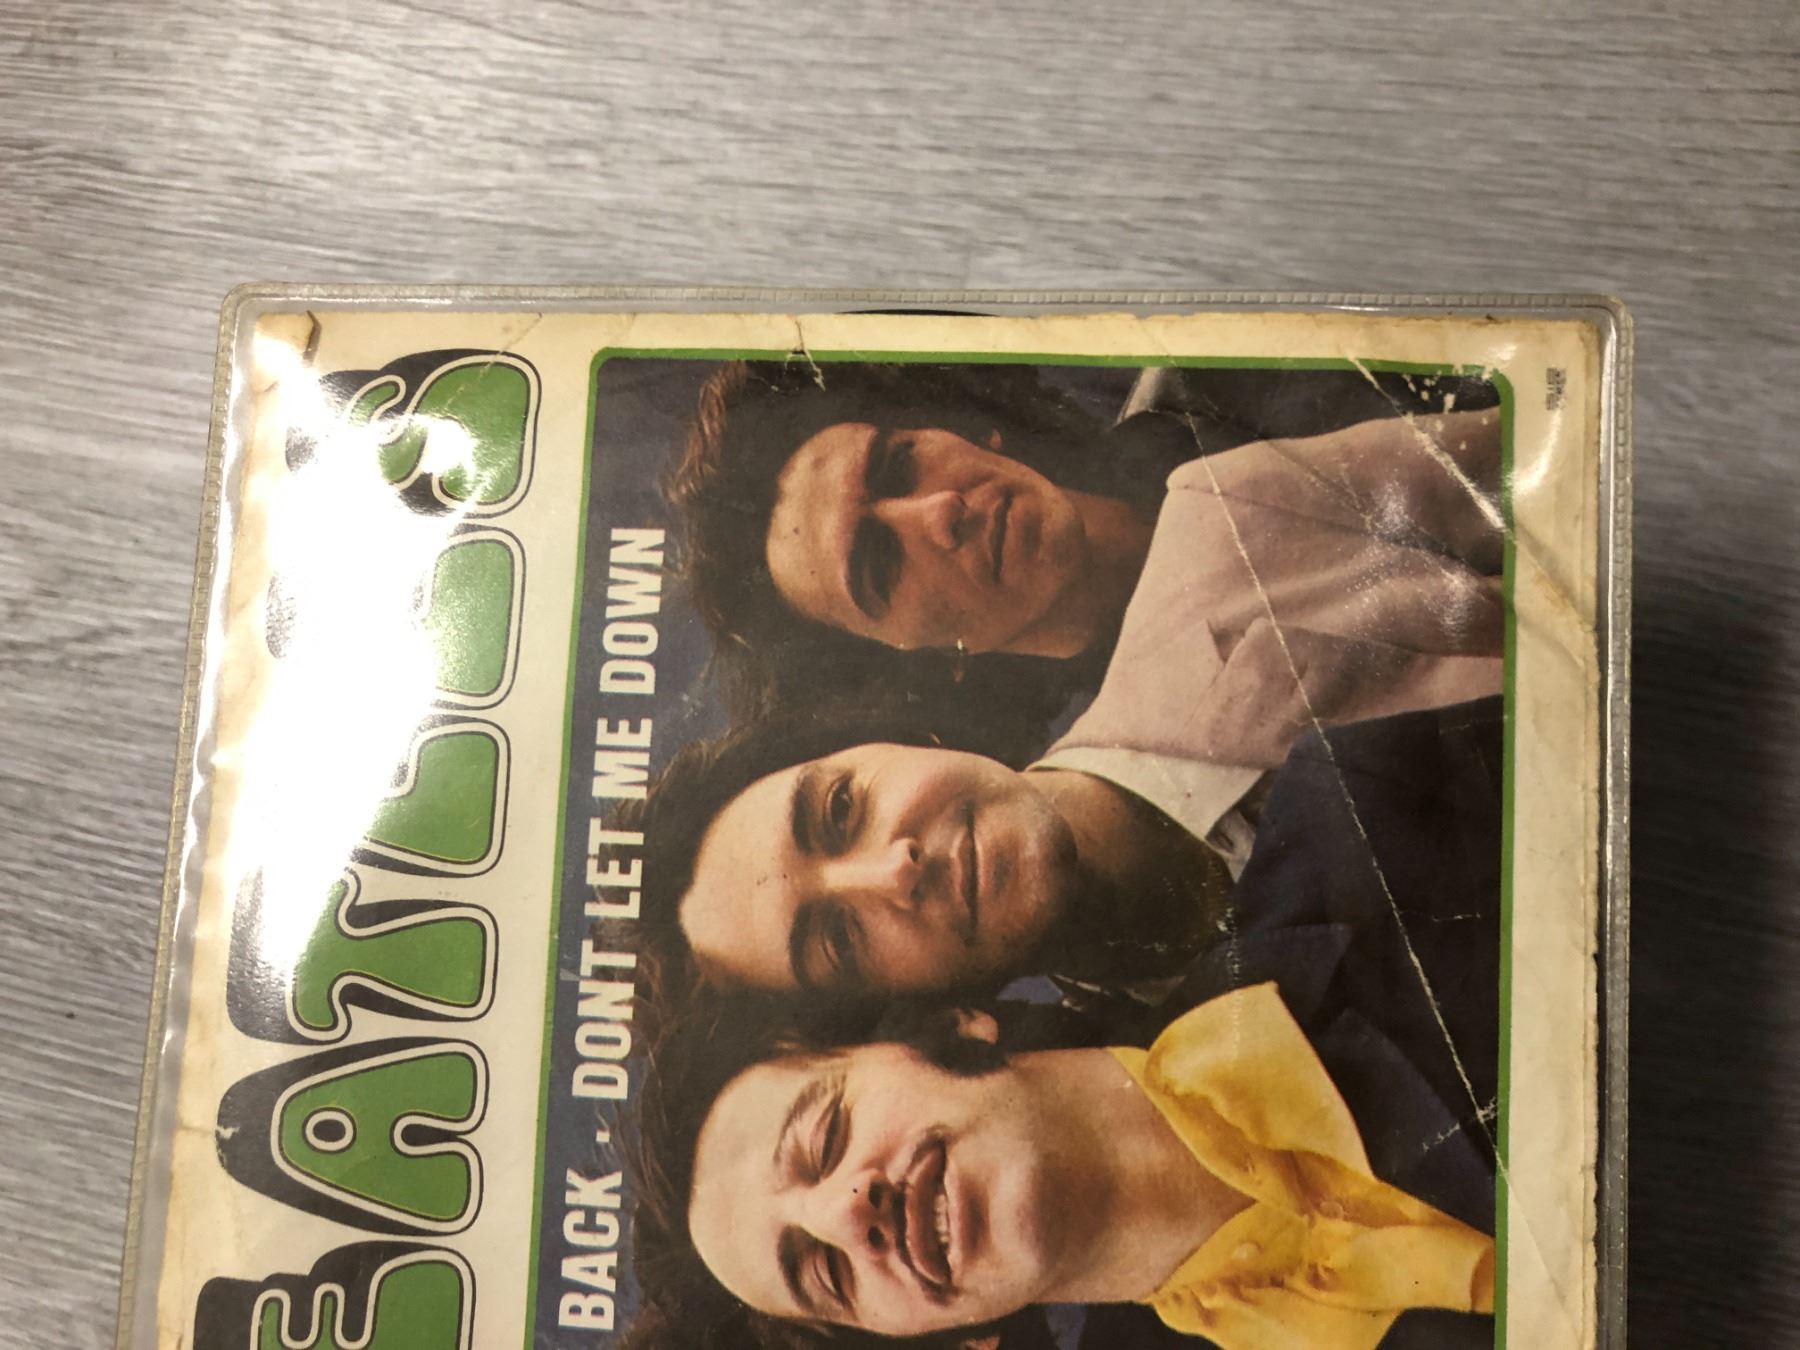 EATLES
BACK · DON'T LET ME DOWN